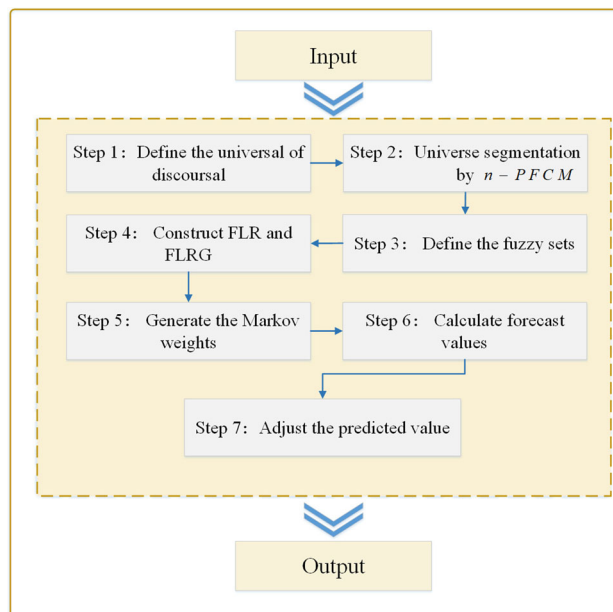 Input
Step 1：Define the universal of
discoursal
Step 2：Universe segmentation
by n − P F C M
Step 4：Construct FLR and
FLRG
Step 3：Define the fuzzy sets
Step 5：Generate the Markov
weights
Step 6：Calculate forecast
values
Step 7：Adjust the predicted value
Output